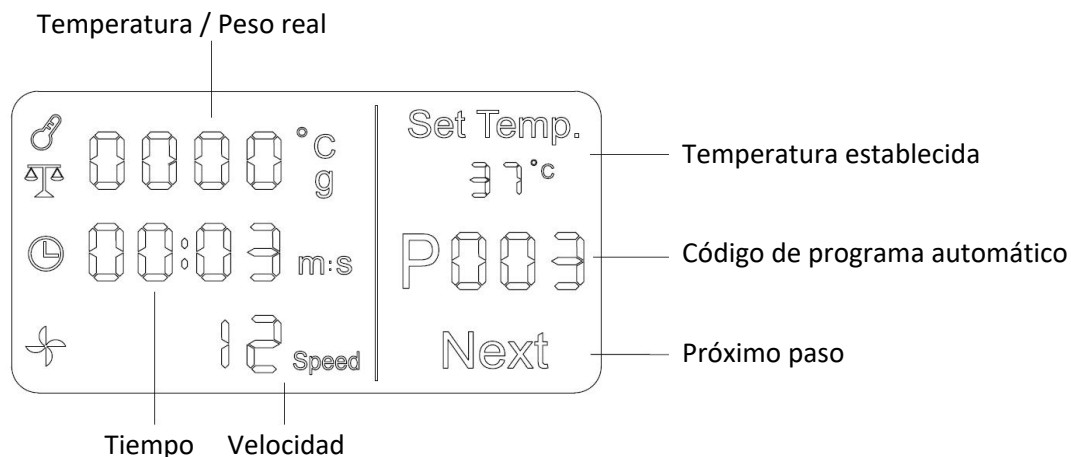 Temperatura / Peso real
0000 °C
g
00:03 m:s
12 Speed
Set Temp.
37°C
P003
Next
Temperatura establecida
Código de programa automático
Próximo paso
Tiempo
Velocidad